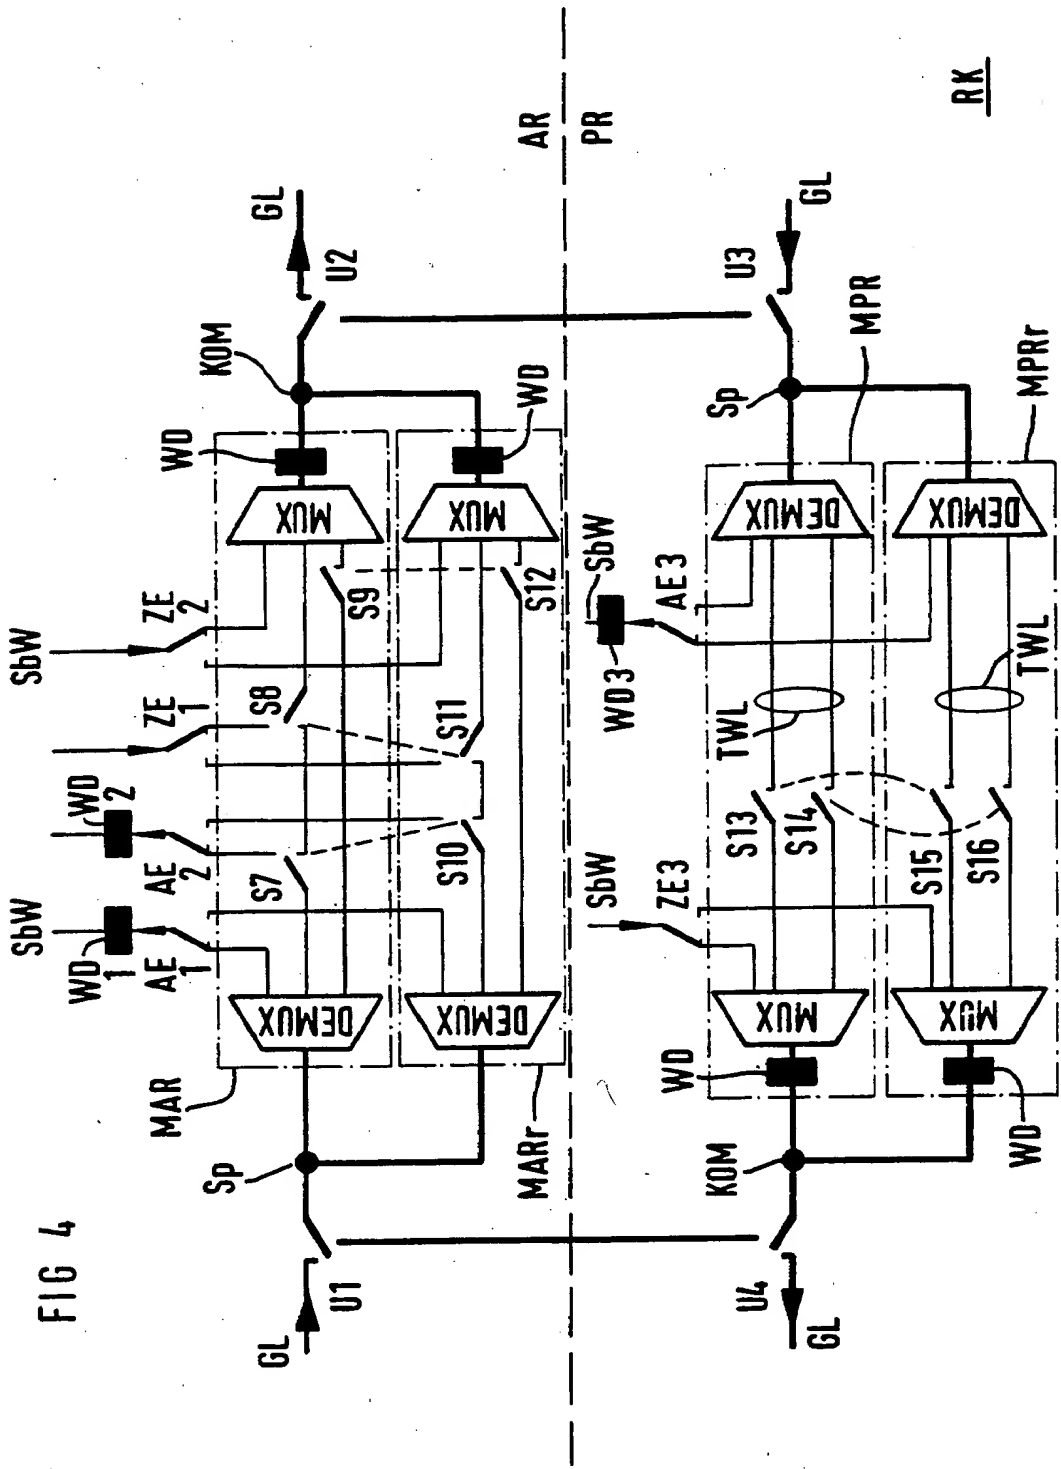 FIG 4
SbW
SbW
WD 1
WD 2
AE 1
AE 2
ZE 1
ZE 2
MAR
WD
Sp
KOM
GL
GL
DEMUX
S7
S8
MUX
U1
U2
S9
DEMUX
S10
S11
MUX
MARr
S12
WD
AR
PR
SbW
SbW
WD3
ZE3
AE3
WD
KOM
Sp
U4
U3
GL
GL
MUX
S13
S14
TWL
DEMUX
MPR
MUX
S15
S16
TWL
DEMUX
WD
MPRr
RK